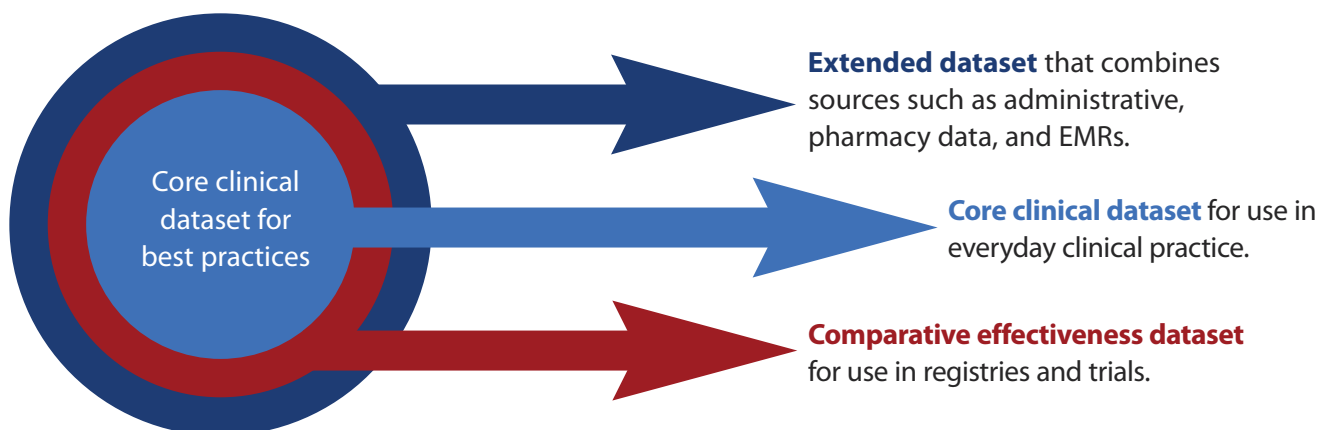 Core clinical
dataset for
best practices
Extended dataset that combines
sources such as administrative,
pharmacy data, and EMRs.
Core clinical dataset for use in
everyday clinical practice.
Comparative effectiveness dataset
for use in registries and trials.